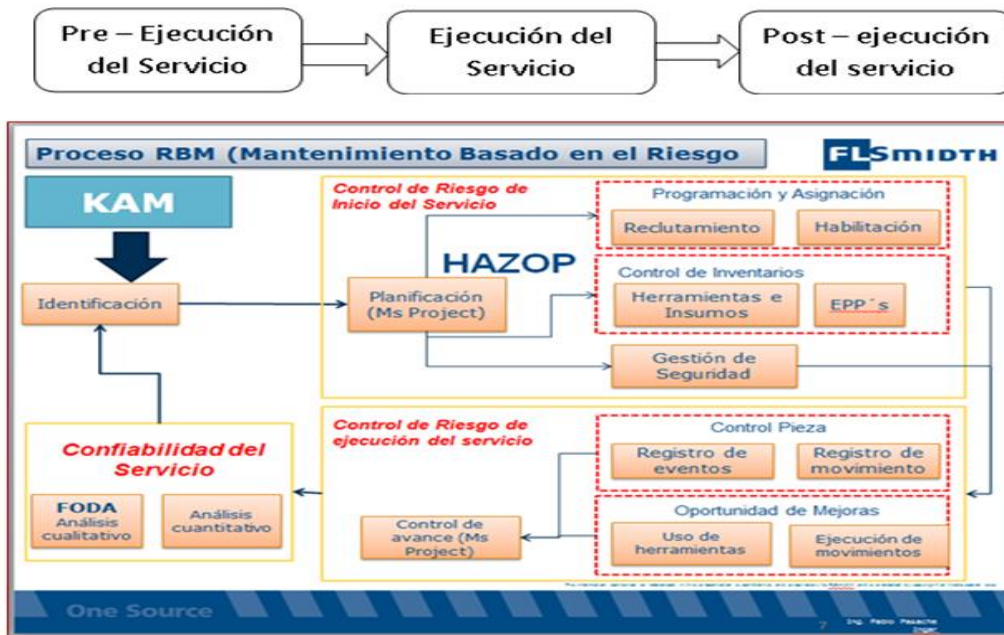 Pre – Ejecución
del Servicio
Ejecución del
Servicio
Post – ejecución
del servicio
Proceso RBM (Mantenimiento Basado en el Riesgo
FLSMIDTH
KAM
Identificación
Control de Riesgo de
Inicio del Servicio
HAZOP
Planificación
(Ms Project)
Programación y Asignación
Reclutamiento
Habilitación
Control de Inventarios
Herramientas e
Insumos
EPP´s
Gestión de
Seguridad
Control de Riesgo de
ejecución del servicio
Control Pieza
Registro de
eventos
Registro de
movimiento
Oportunidad de Mejoras
Uso de
herramientas
Ejecución de
movimientos
Control de
avance (Ms
Project)
Confiabilidad del
Servicio
FODA
Análisis
cualitativo
Análisis
cuantitativo
One Source
7
Ing. Pablo Pasache